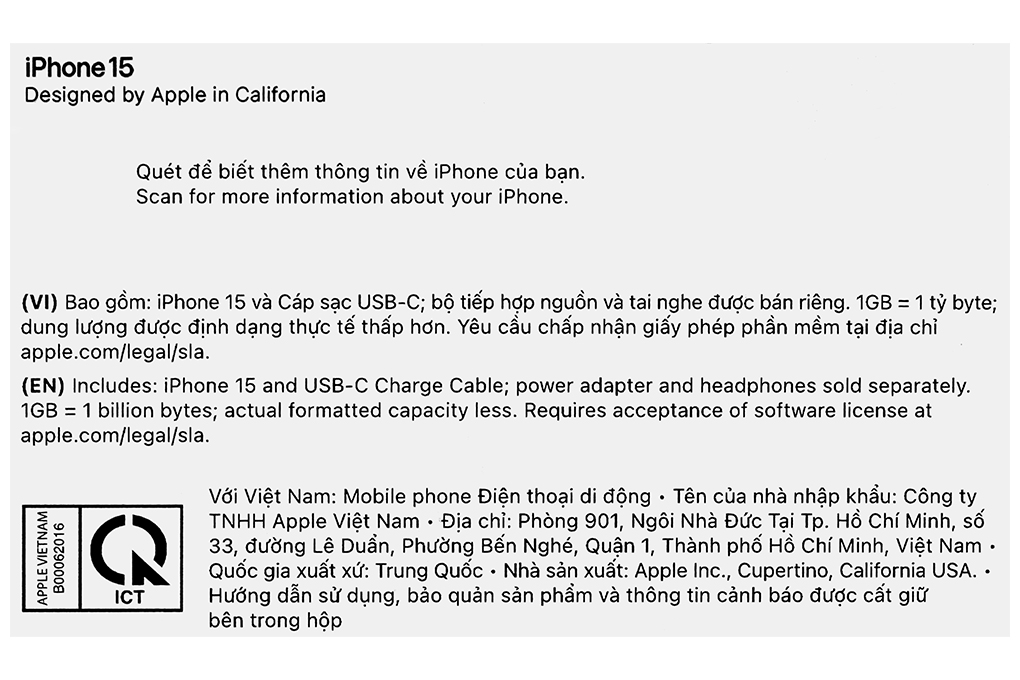 iPhone 15
Designed by Apple in California
Quét để biết thêm thông tin về iPhone của bạn.
Scan for more information about your iPhone.
(VI) Bao gồm: iPhone 15 và Cáp sạc USB-C; bộ tiếp hợp nguồn và tai nghe được bán riêng. 1GB = 1 tỷ byte;
dung lượng được định dạng thực tế thấp hơn. Yêu cầu chấp nhận giấy phép phần mềm tại địa chỉ
apple.com/legal/sla.
(EN) Includes: iPhone 15 and USB-C Charge Cable; power adapter and headphones sold separately.
1GB = 1 billion bytes; actual formatted capacity less. Requires acceptance of software license at
apple.com/legal/sla.
APPLE VIETNAM
B000062016
ICT
Với Việt Nam: Mobile phone Điện thoại di động • Tên của nhà nhập khẩu: Công ty
TNHH Apple Việt Nam • Địa chỉ: Phòng 901, Ngôi Nhà Đức Tại Tp. Hồ Chí Minh, số
33, đường Lê Duẩn, Phường Bến Nghé, Quận 1, Thành phố Hồ Chí Minh, Việt Nam •
Quốc gia xuất xứ: Trung Quốc • Nhà sản xuất: Apple Inc., Cupertino, California USA. •
Hướng dẫn sử dụng, bảo quản sản phẩm và thông tin cảnh báo được cất giữ
bên trong hộp